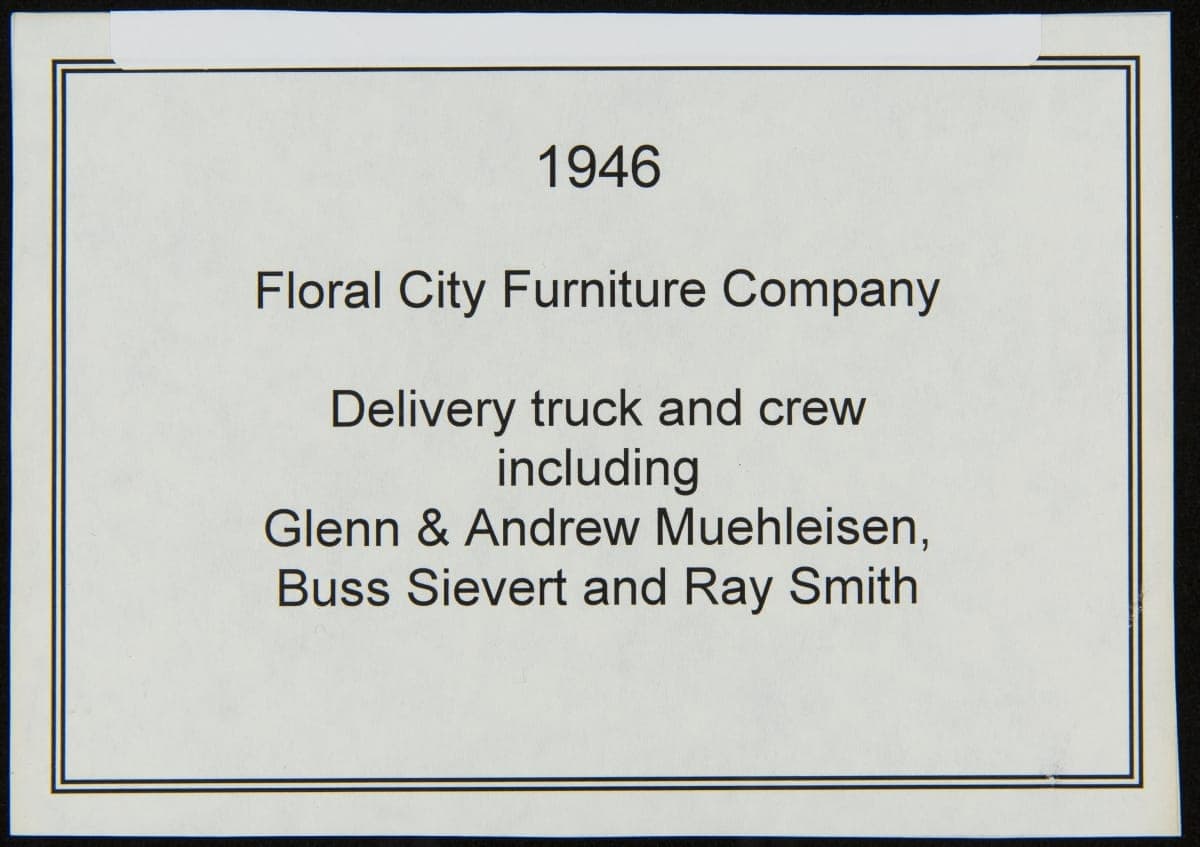 1946
Floral City Furniture Company
Delivery truck and crew
including
Glenn & Andrew Muehleisen,
Buss Sievert and Ray Smith